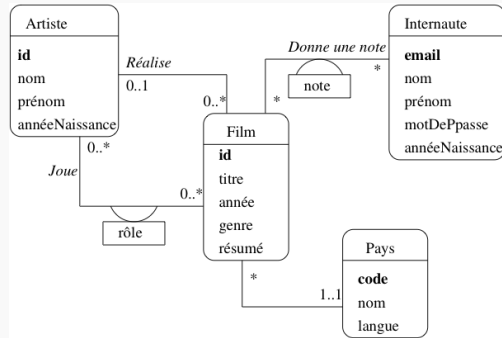 Artiste
id
nom
prénom
annéeNaissance
Réalise
0..1
0..*
Donne une note
*
*
note
Internaute
email
nom
prénom
motDePpasse
annéeNaissance
0..*
Joue
0..*
rôle
Film
id
titre
année
genre
résumé
*
1..1
Pays
code
nom
langue